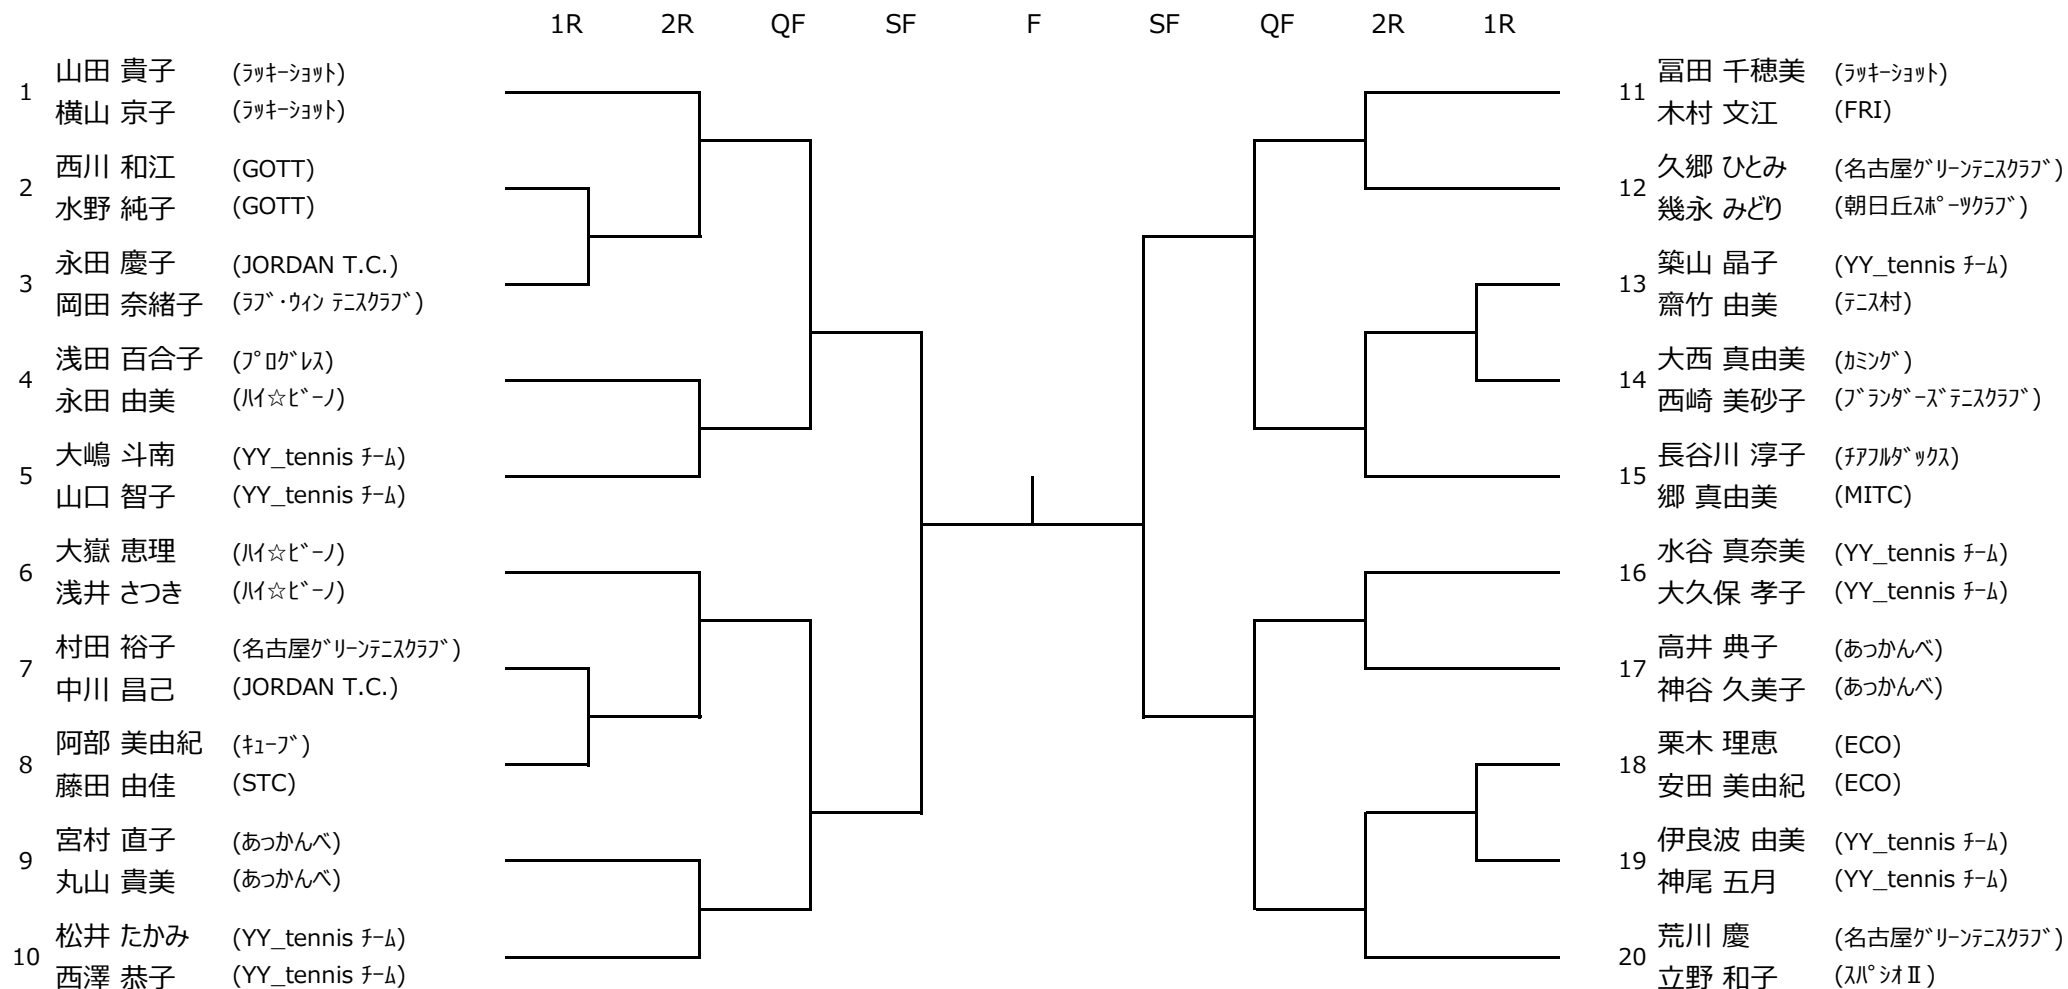 1R 2R QF SF F SF QF 2R 1R
1
山田 貴子 (ﾗｯｷｰｼｮｯﾄ)
横山 京子 (ﾗｯｷｰｼｮｯﾄ)
2
西川 和江 (GOTT)
水野 純子 (GOTT)
3
永田 慶子 (JORDAN T.C.)
岡田 奈緒子 (ﾗﾌﾞ･ｳｨﾝ ﾃﾆｽｸﾗﾌﾞ)
4
浅田 百合子 (ﾌﾟﾛｸﾞﾚｽ)
永田 由美 (ﾊｲ☆ﾋﾞｰﾉ)
5
大嶋 斗南 (YY_tennis ﾁｰﾑ)
山口 智子 (YY_tennis ﾁｰﾑ)
6
大嶽 恵理 (ﾊｲ☆ﾋﾞｰﾉ)
浅井 さつき (ﾊｲ☆ﾋﾞｰﾉ)
7
村田 裕子 (名古屋ｸﾞﾘｰﾝﾃﾆｽｸﾗﾌﾞ)
中川 昌己 (JORDAN T.C.)
8
阿部 美由紀 (ｷｭｰﾌﾞ)
藤田 由佳 (STC)
9
宮村 直子 (あっかんべ)
丸山 貴美 (あっかんべ)
10
松井 たかみ (YY_tennis ﾁｰﾑ)
西澤 恭子 (YY_tennis ﾁｰﾑ)
11
冨田 千穂美 (ﾗｯｷｰｼｮｯﾄ)
木村 文江 (FRI)
12
久郷 ひとみ (名古屋ｸﾞﾘｰﾝﾃﾆｽｸﾗﾌﾞ)
幾永 みどり (朝日丘ｽﾎﾟｰﾂｸﾗﾌﾞ)
13
築山 晶子 (YY_tennis ﾁｰﾑ)
齋竹 由美 (ﾃﾆｽ村)
14
大西 真由美 (ｶﾐﾝｸﾞ)
西崎 美砂子 (ﾌﾞﾗﾝﾀﾞｰｽﾞﾃﾆｽｸﾗﾌﾞ)
15
長谷川 淳子 (ﾁｱﾌﾙﾀﾞｯｸｽ)
郷 真由美 (MITC)
16
水谷 真奈美 (YY_tennis ﾁｰﾑ)
大久保 孝子 (YY_tennis ﾁｰﾑ)
17
高井 典子 (あっかんべ)
神谷 久美子 (あっかんべ)
18
栗木 理恵 (ECO)
安田 美由紀 (ECO)
19
伊良波 由美 (YY_tennis ﾁｰﾑ)
神尾 五月 (YY_tennis ﾁｰﾑ)
20
荒川 慶 (名古屋ｸﾞﾘｰﾝﾃﾆｽｸﾗﾌﾞ)
立野 和子 (ｽﾊﾟｼｵⅡ)